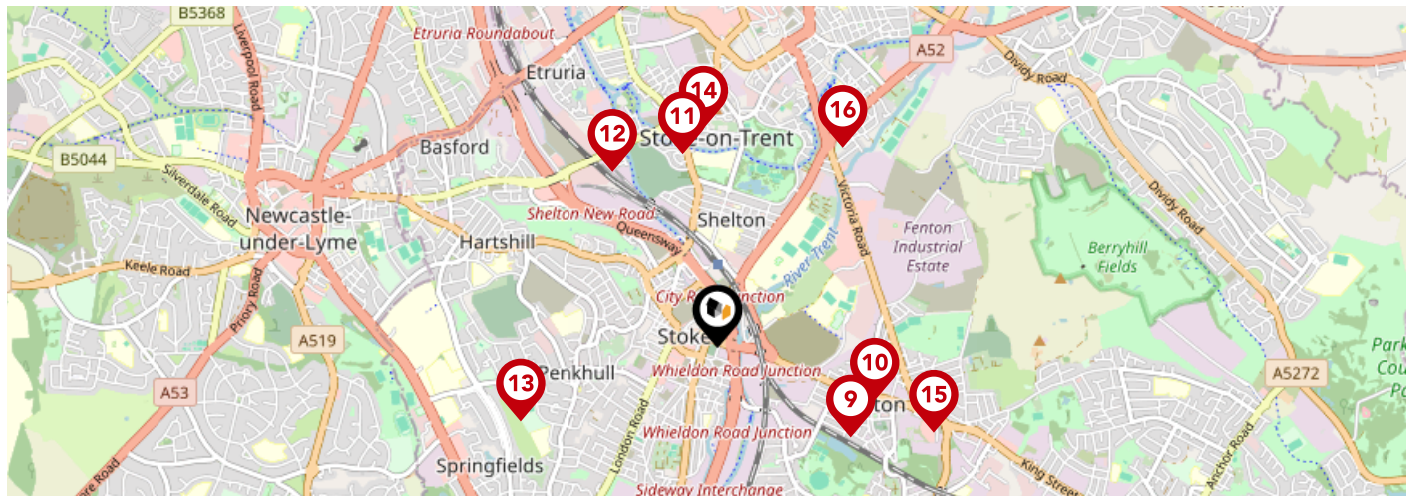 B5368
Etruria Roundabout
Liverpool Road
A52
Dividy Road
Etruria
14
11
16
12
Stoke-on-Trent
Basford
B5044
Silverdale Road
Victoria Road
Dividy Road
Newcastle-
under-Lyme
Shelton New Road
Shelton
Queensway
Hartshill
Fenton
Industrial
Estate
River Trent
Berryhill
Fields
Keele Road
Priory Road
City Road Junction
Stoke
A519
Whieldon Road Junction
10
13
Penkhull
A53
9
15
A5272
London Road
Whieldon Road Junction
Springfields
Anchor Road
King Street
Sideway Interchange